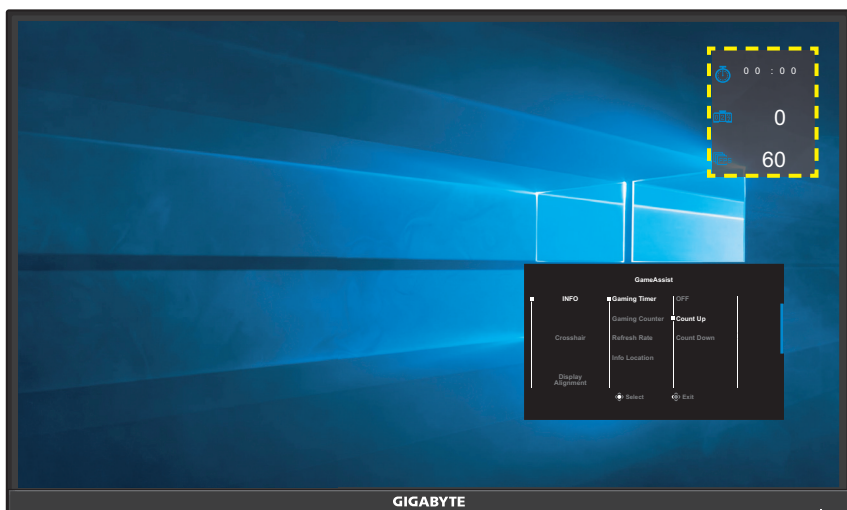 00:00
0
60
GameAssist
INFO Gaming Timer OFF
Gaming Counter Count Up
Crosshair Refresh Rate Count Down
Info Location
Display
Alignment
Select Exit
GIGABYTE